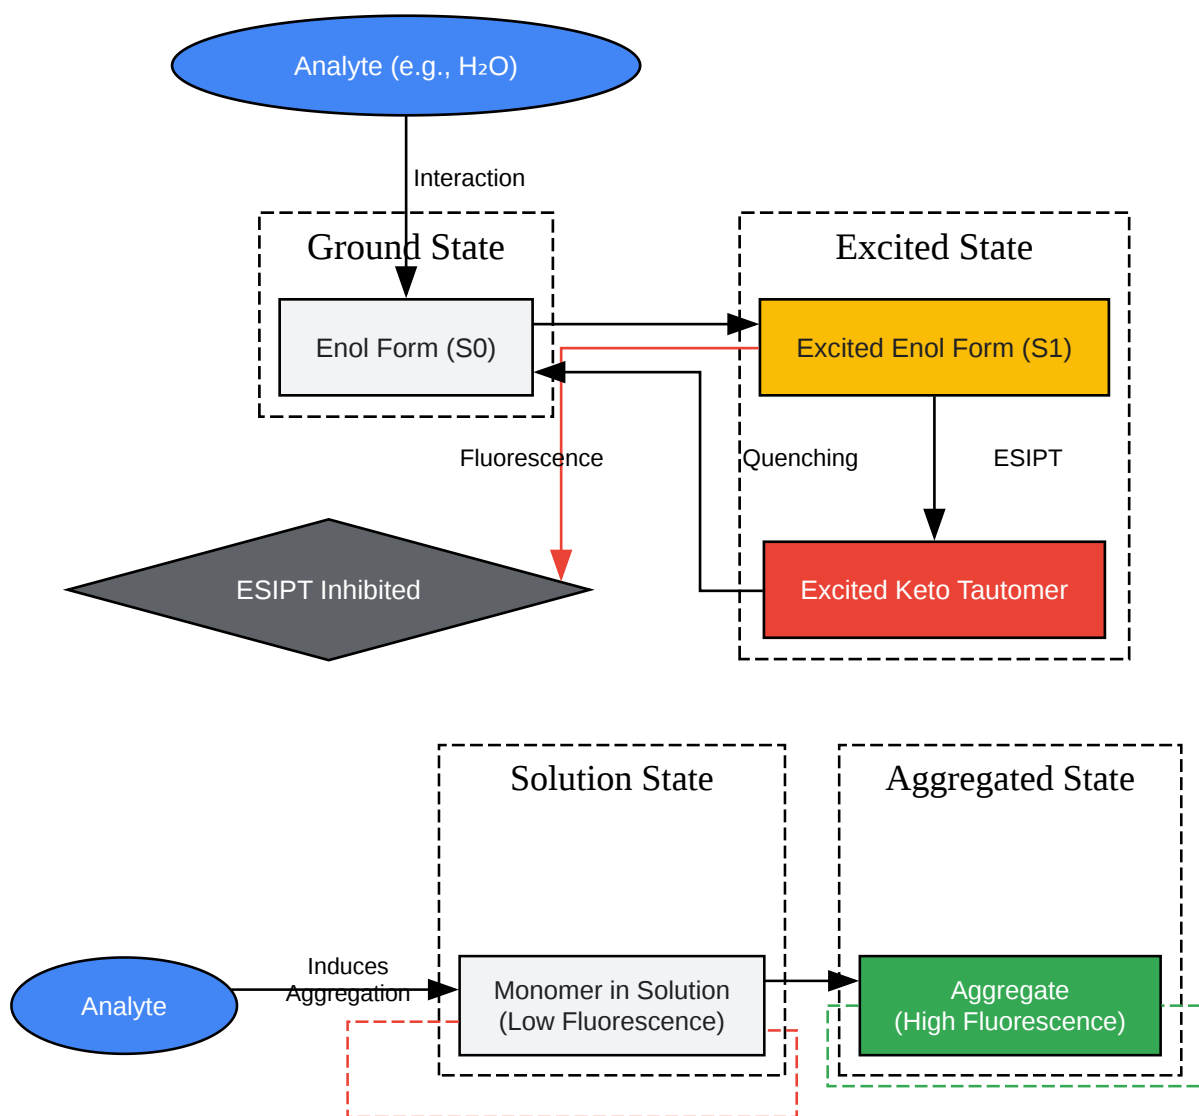 Analyte (e.g., H₂O)
Interaction
Ground State
Excited State
Enol Form (S0)
Excited Enol Form (S1)
Fluorescence
Quenching
ESIPT
ESIPT Inhibited
Excited Keto Tautomer
Solution State
Aggregated State
Induces
Aggregation
Analyte
Monomer in Solution
(Low Fluorescence)
Aggregate
(High Fluorescence)